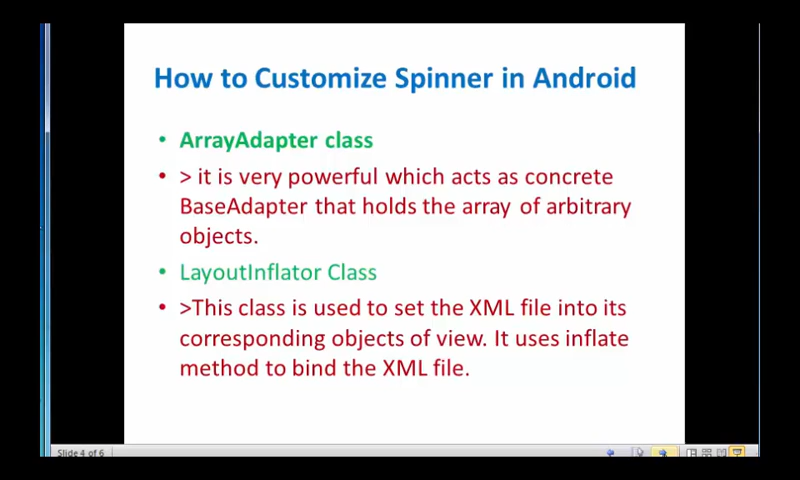 How to Customize Spinner in Android
• ArrayAdapter class
• > it is very powerful which acts as concrete
BaseAdapter that holds the array of arbitrary
objects.
• LayoutInflator Class
• >This class is used to set the XML file into its
corresponding objects of view. It uses inflate
method to bind the XML file.
Slide 4 of 6